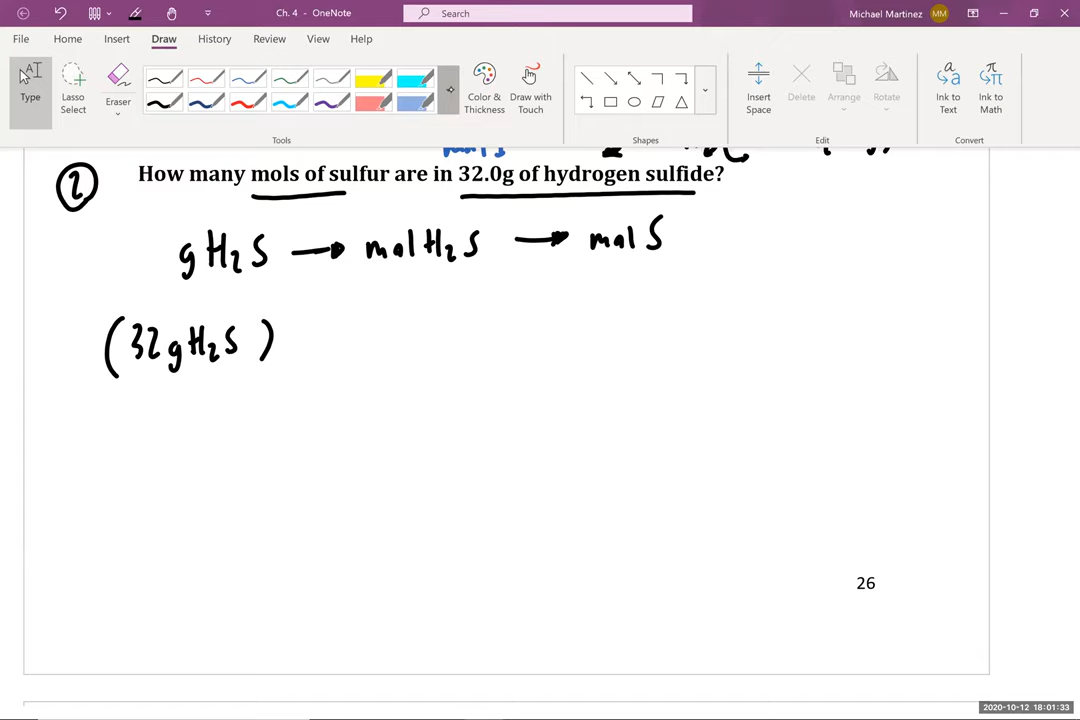 Ch. 4 - OneNote
Search
Michael Martinez MM
File Home Insert Draw History Review View Help
Type
Lasso Select
Eraser
Color & Thickness
Draw with Touch
Insert Space
Delete
Arrange
Rotate
a a
π π
Ink to Text
Ink to Math
Tools
Shapes
Edit
Convert
2 How many mols of sulfur are in 32.0g of hydrogen sulfide?
g H₂S → mol H₂S → mol S
(32 g H₂S )
26
2020-10-12 18:01:33